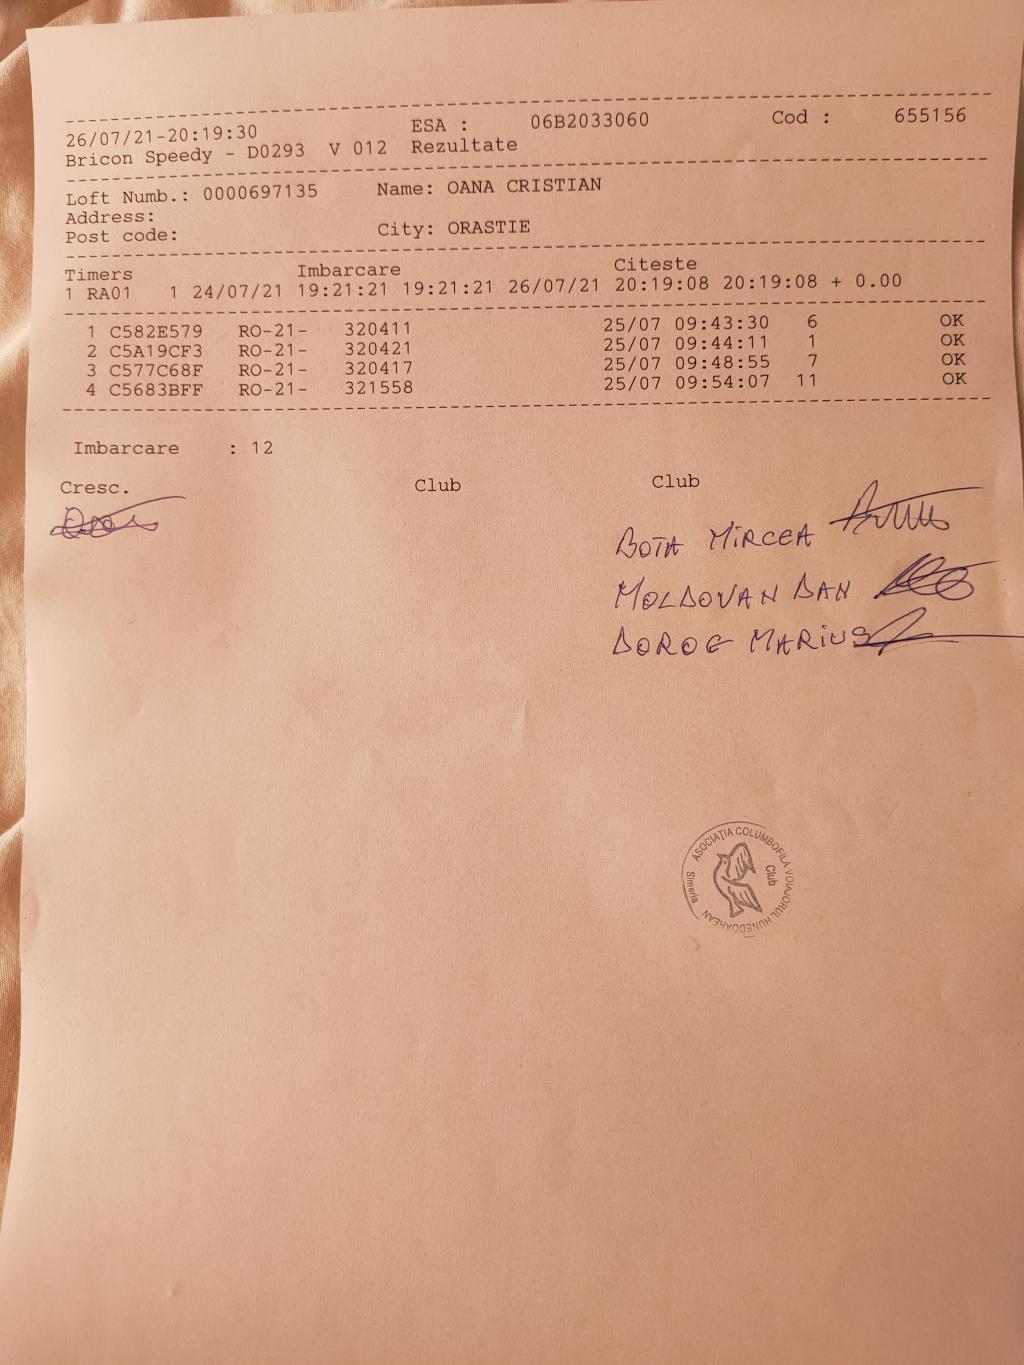 26/07/21-20:19:30 ESA : 06B2033060 Cod : 655156
Bricon Speedy - D0293 V 012 Rezultate
Loft Numb.: 0000697135 Name: OANA CRISTIAN
Address:
Post code: City: ORASTIE
Timers Imbarcare Citeste
1 RA01 1 24/07/21 19:21:21 19:21:21 26/07/21 20:19:08 20:19:08 + 0.00
1 C582E579 RO-21- 320411 25/07 09:43:30 6 OK
2 C5A19CF3 RO-21- 320421 25/07 09:44:11 1 OK
3 C577C68F RO-21- 320417 25/07 09:48:55 7 OK
4 C5683BFF RO-21- 321558 25/07 09:54:07 11 OK
Imbarcare : 12
Cresc. Club Club
BOTA MIRCEA
MOLDOVAN DAN
DOROG MARIUS
ASOCIAȚIA COLUMBOFILA VOIAJORUL HUNEDOAREAN
Club
Simeria